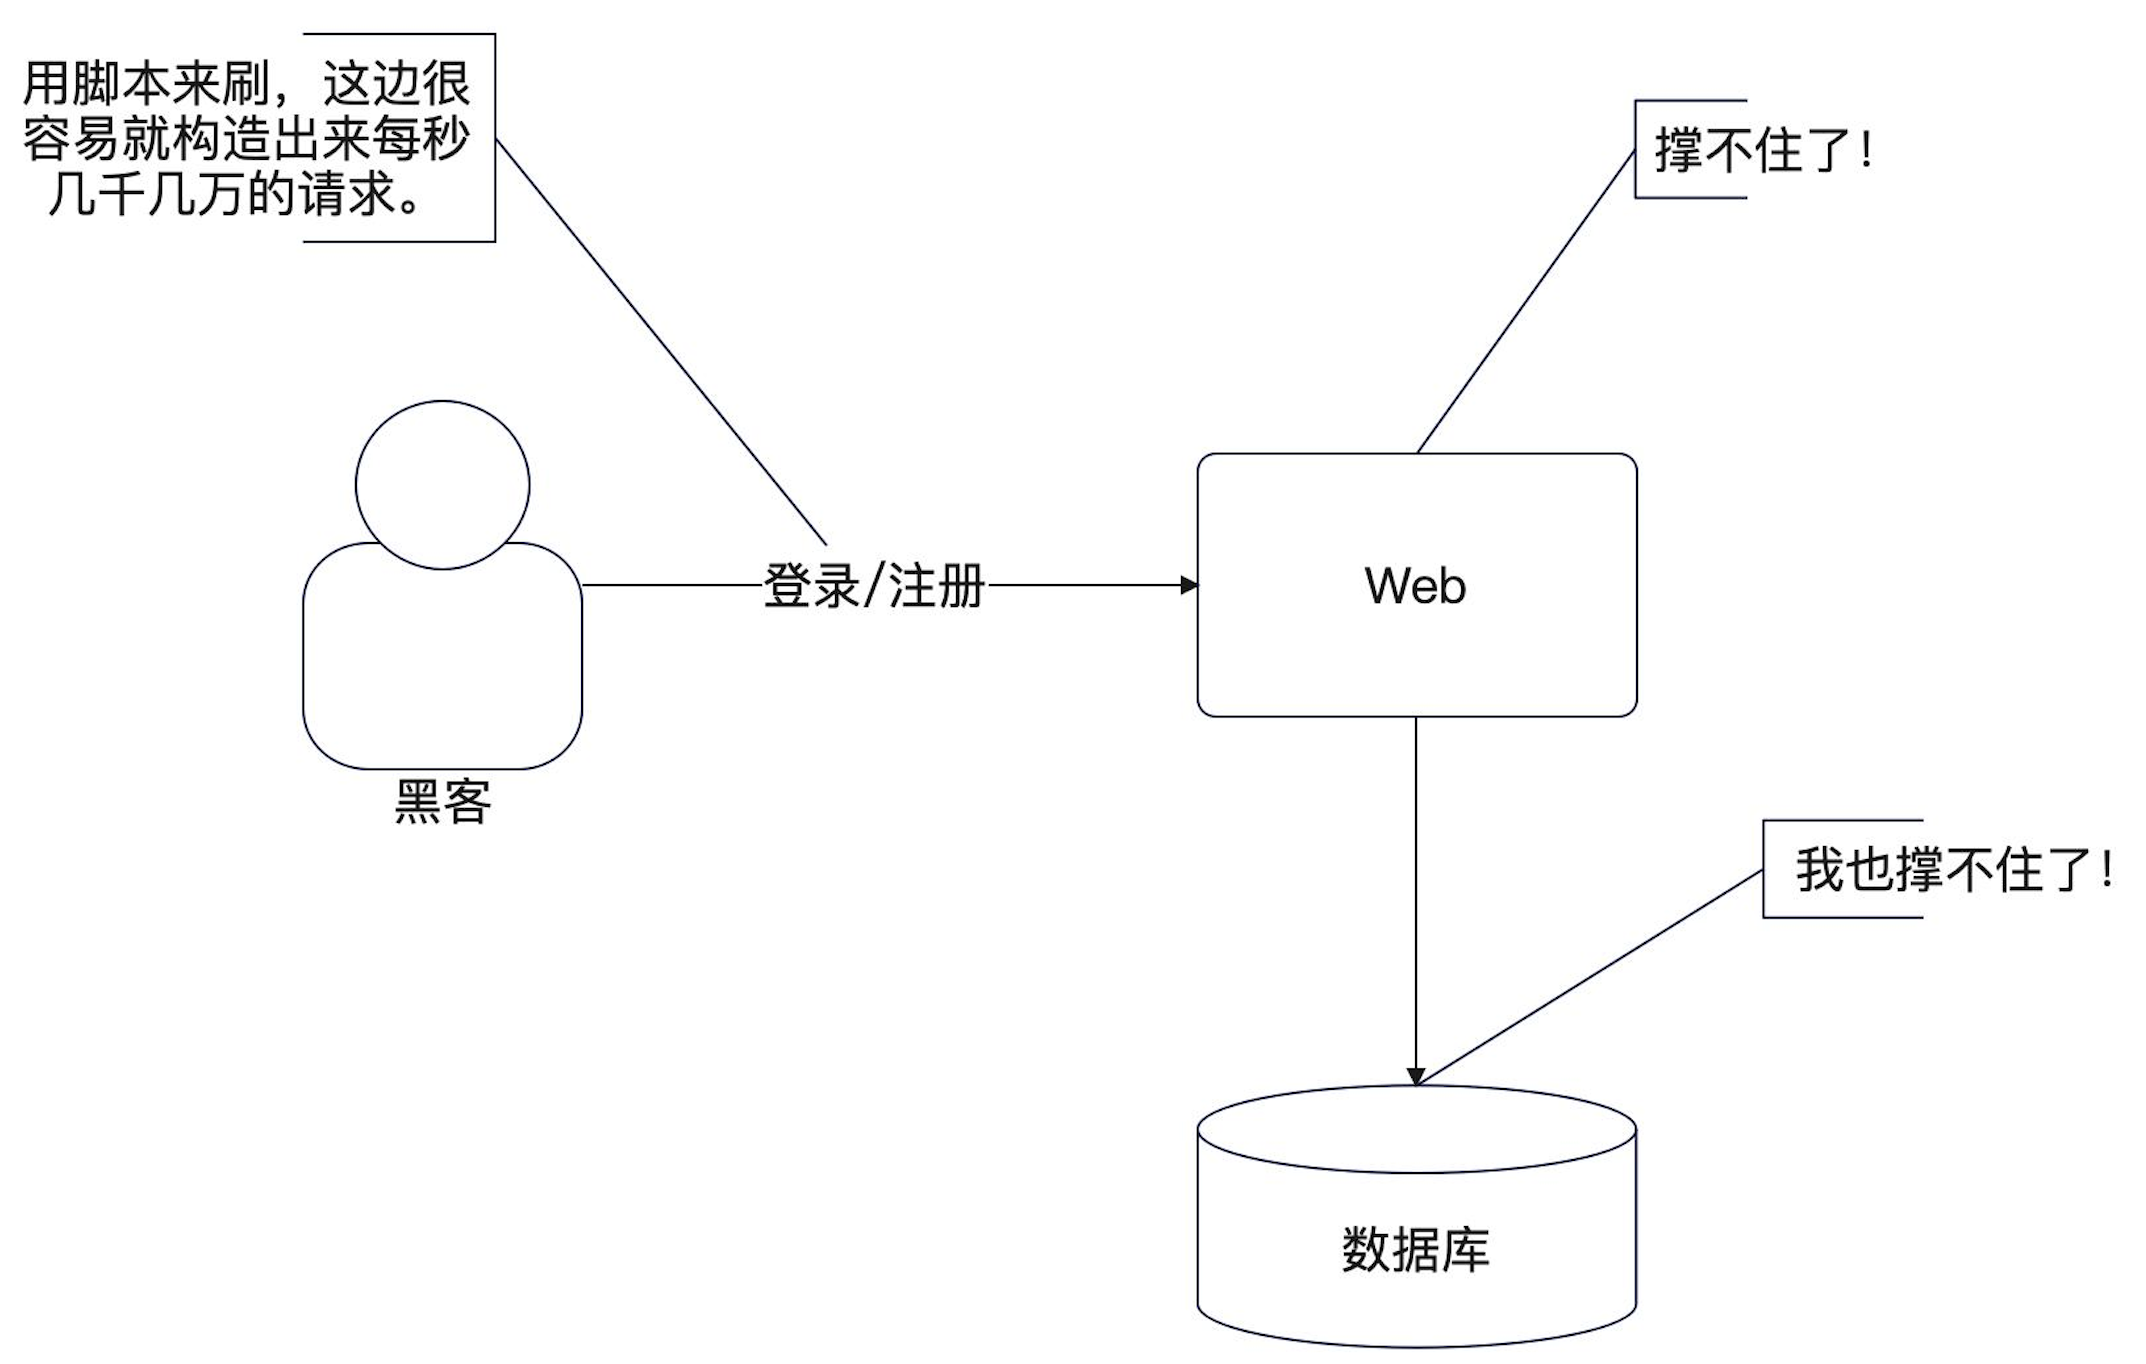 用脚本来刷，这边很
容易就构造出来每秒
几千几万的请求。
撑不住了！
登录/注册
Web
黑客
我也撑不住了！
数据库